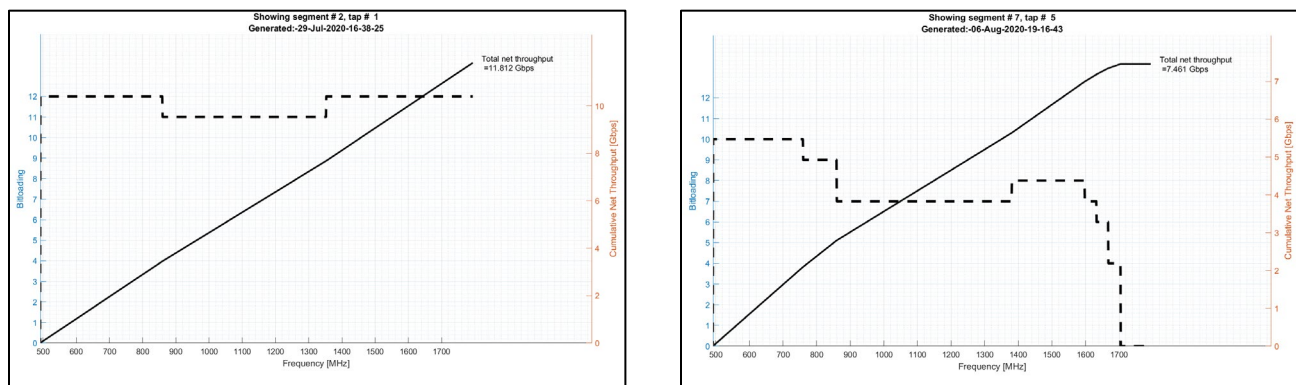 Showing segment # 2, tap # 1
Generated:-29-Jul-2020-16-38-25
Total net throughput
=11.812 Gbps
12
11
10
9
8
7
6
5
4
3
2
1
0
Bitloading
10
8
6
4
2
0
Cumulative Net Throughput [Gbps]
500 600 700 800 900 1000 1100 1200 1300 1400 1500 1600 1700
Frequency [MHz]
Showing segment # 7, tap # 5
Generated:-06-Aug-2020-19-16-43
Total net throughput
=7.461 Gbps
12
11
10
9
8
7
6
5
4
3
2
1
0
Bitloading
7
6
5
4
3
2
1
0
Cumulative Net Throughput [Gbps]
500 600 700 800 900 1000 1100 1200 1300 1400 1500 1600 1700
Frequency [MHz]